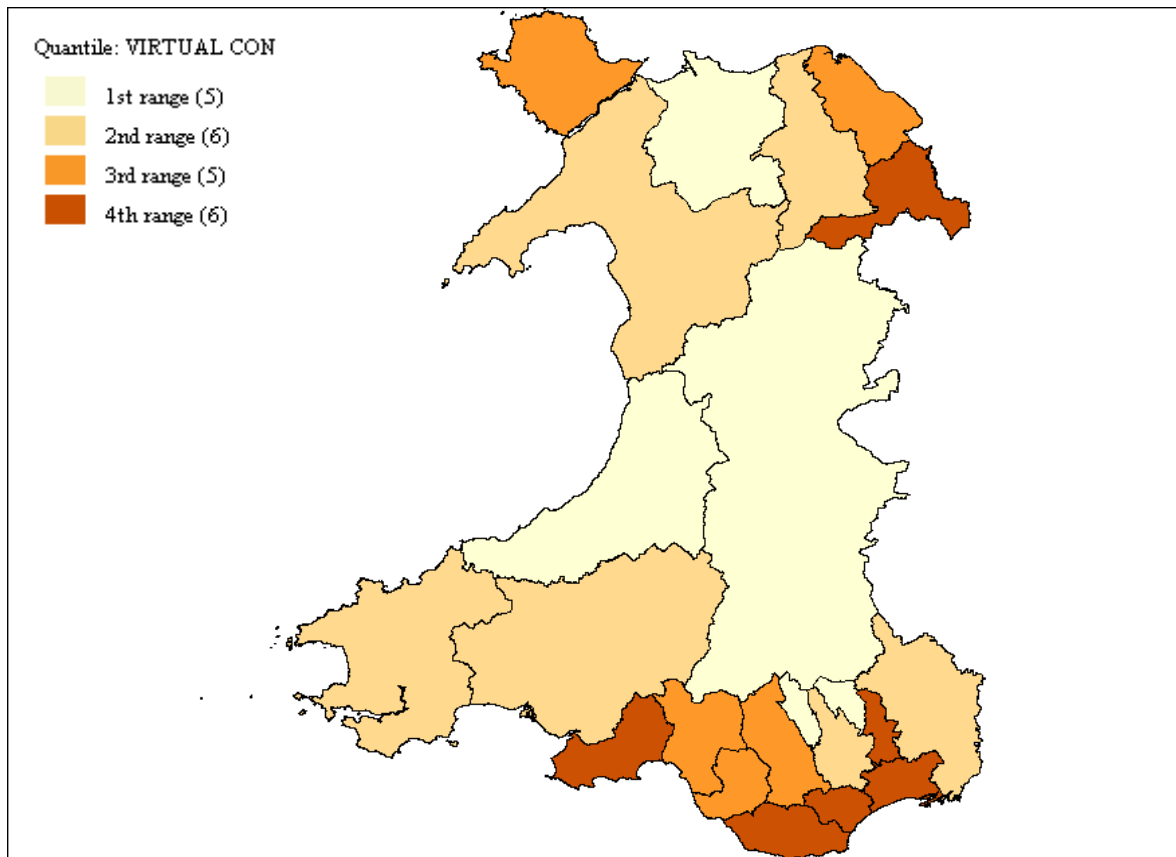 Quantile: VIRTUAL CON
1st range (5)
2nd range (6)
3rd range (5)
4th range (6)